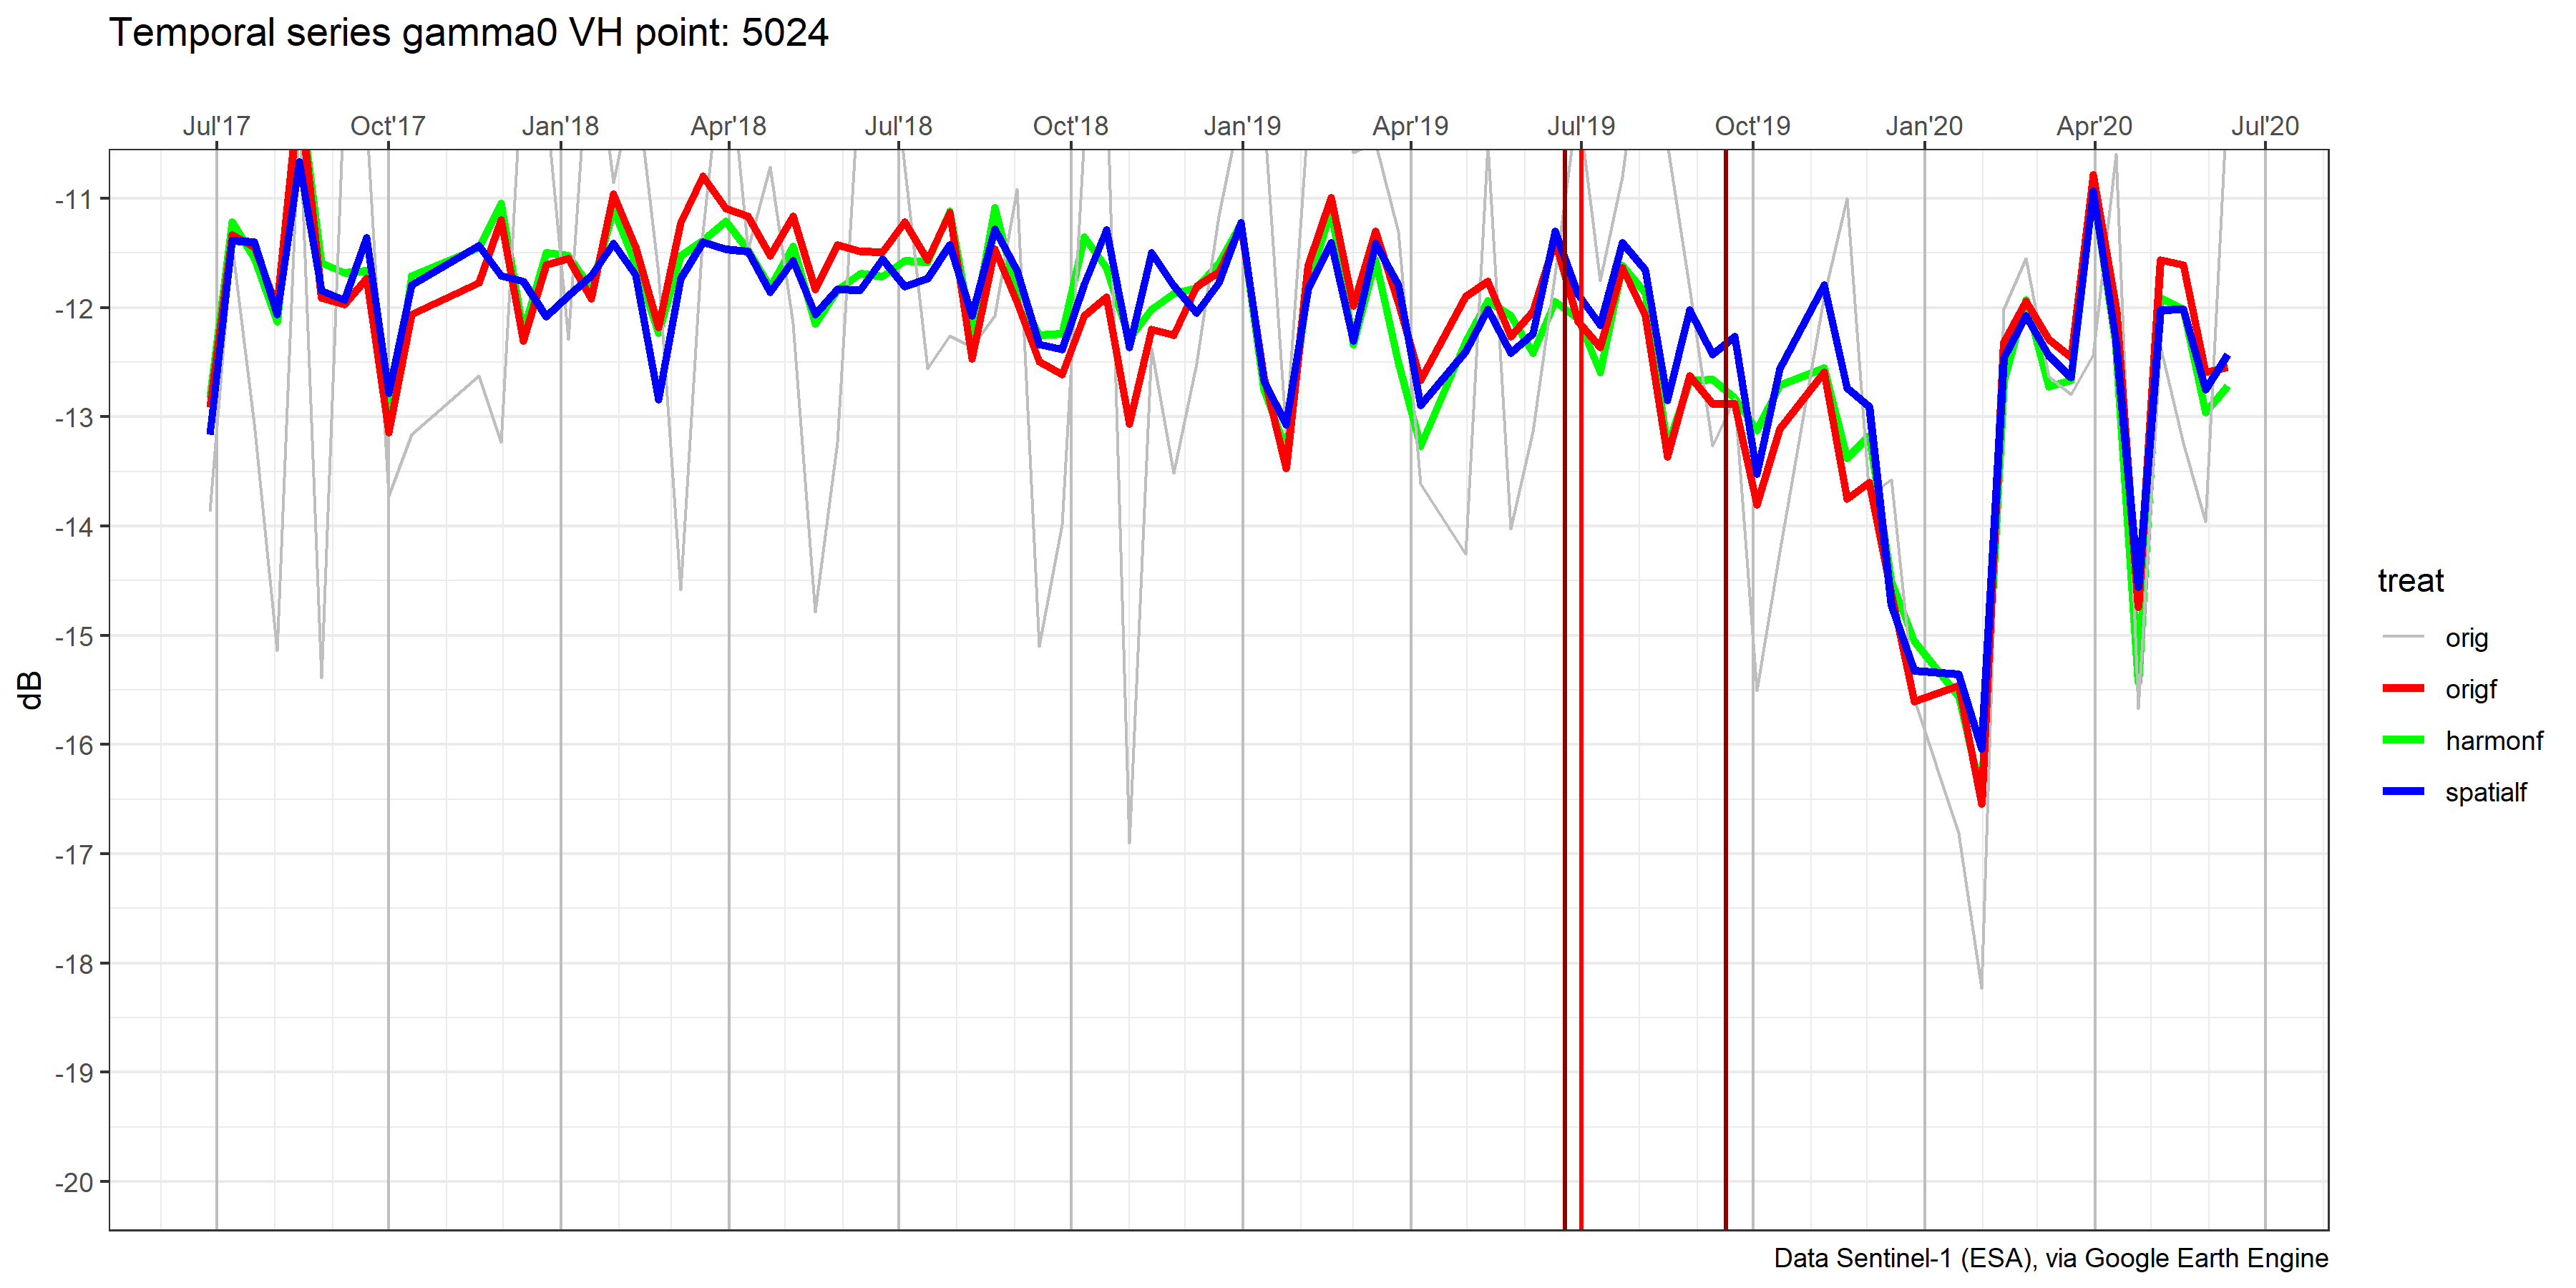 Temporal series gamma0 VH point: 5024
Jul'17 Oct'17 Jan'18 Apr'18 Jul'18 Oct'18 Jan'19 Apr'19 Jul'19 Oct'19 Jan'20 Apr'20 Jul'20
-11
-12
-13
-14
-15
-16
-17
-18
-19
-20
dB
treat
orig
origf
harmonf
spatialf
Data Sentinel-1 (ESA), via Google Earth Engine